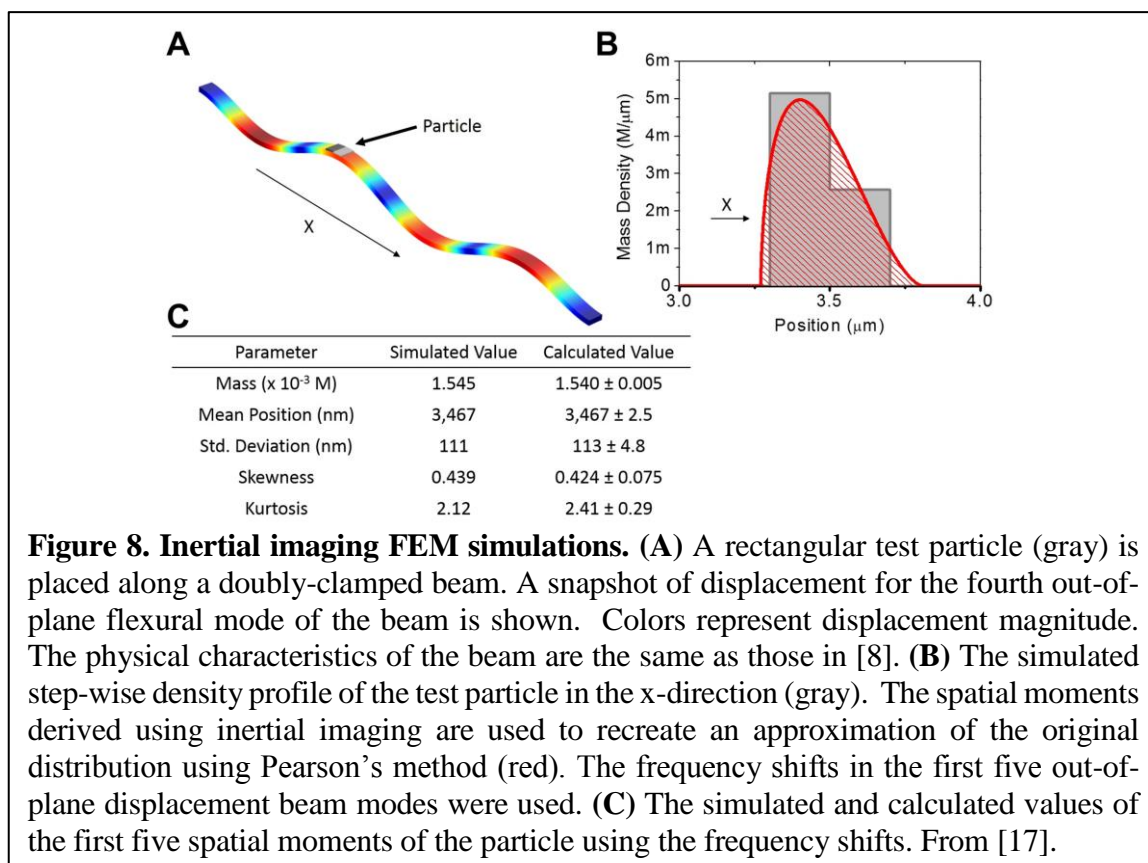 A
Particle
X
B
Mass Density (M/μm)
6m
5m
4m
3m
2m
1m
0
X
3.0 3.5 4.0
Position (μm)
C
Parameter Simulated Value Calculated Value
Mass (x 10⁻³ M) 1.545 1.540 ± 0.005
Mean Position (nm) 3,467 3,467 ± 2.5
Std. Deviation (nm) 111 113 ± 4.8
Skewness 0.439 0.424 ± 0.075
Kurtosis 2.12 2.41 ± 0.29
Figure 8. Inertial imaging FEM simulations. (A) A rectangular test particle (gray) is
placed along a doubly-clamped beam. A snapshot of displacement for the fourth out-of-
plane flexural mode of the beam is shown. Colors represent displacement magnitude.
The physical characteristics of the beam are the same as those in [8]. (B) The simulated
step-wise density profile of the test particle in the x-direction (gray). The spatial moments
derived using inertial imaging are used to recreate an approximation of the original
distribution using Pearson's method (red). The frequency shifts in the first five out-of-
plane displacement beam modes were used. (C) The simulated and calculated values of
the first five spatial moments of the particle using the frequency shifts. From [17].